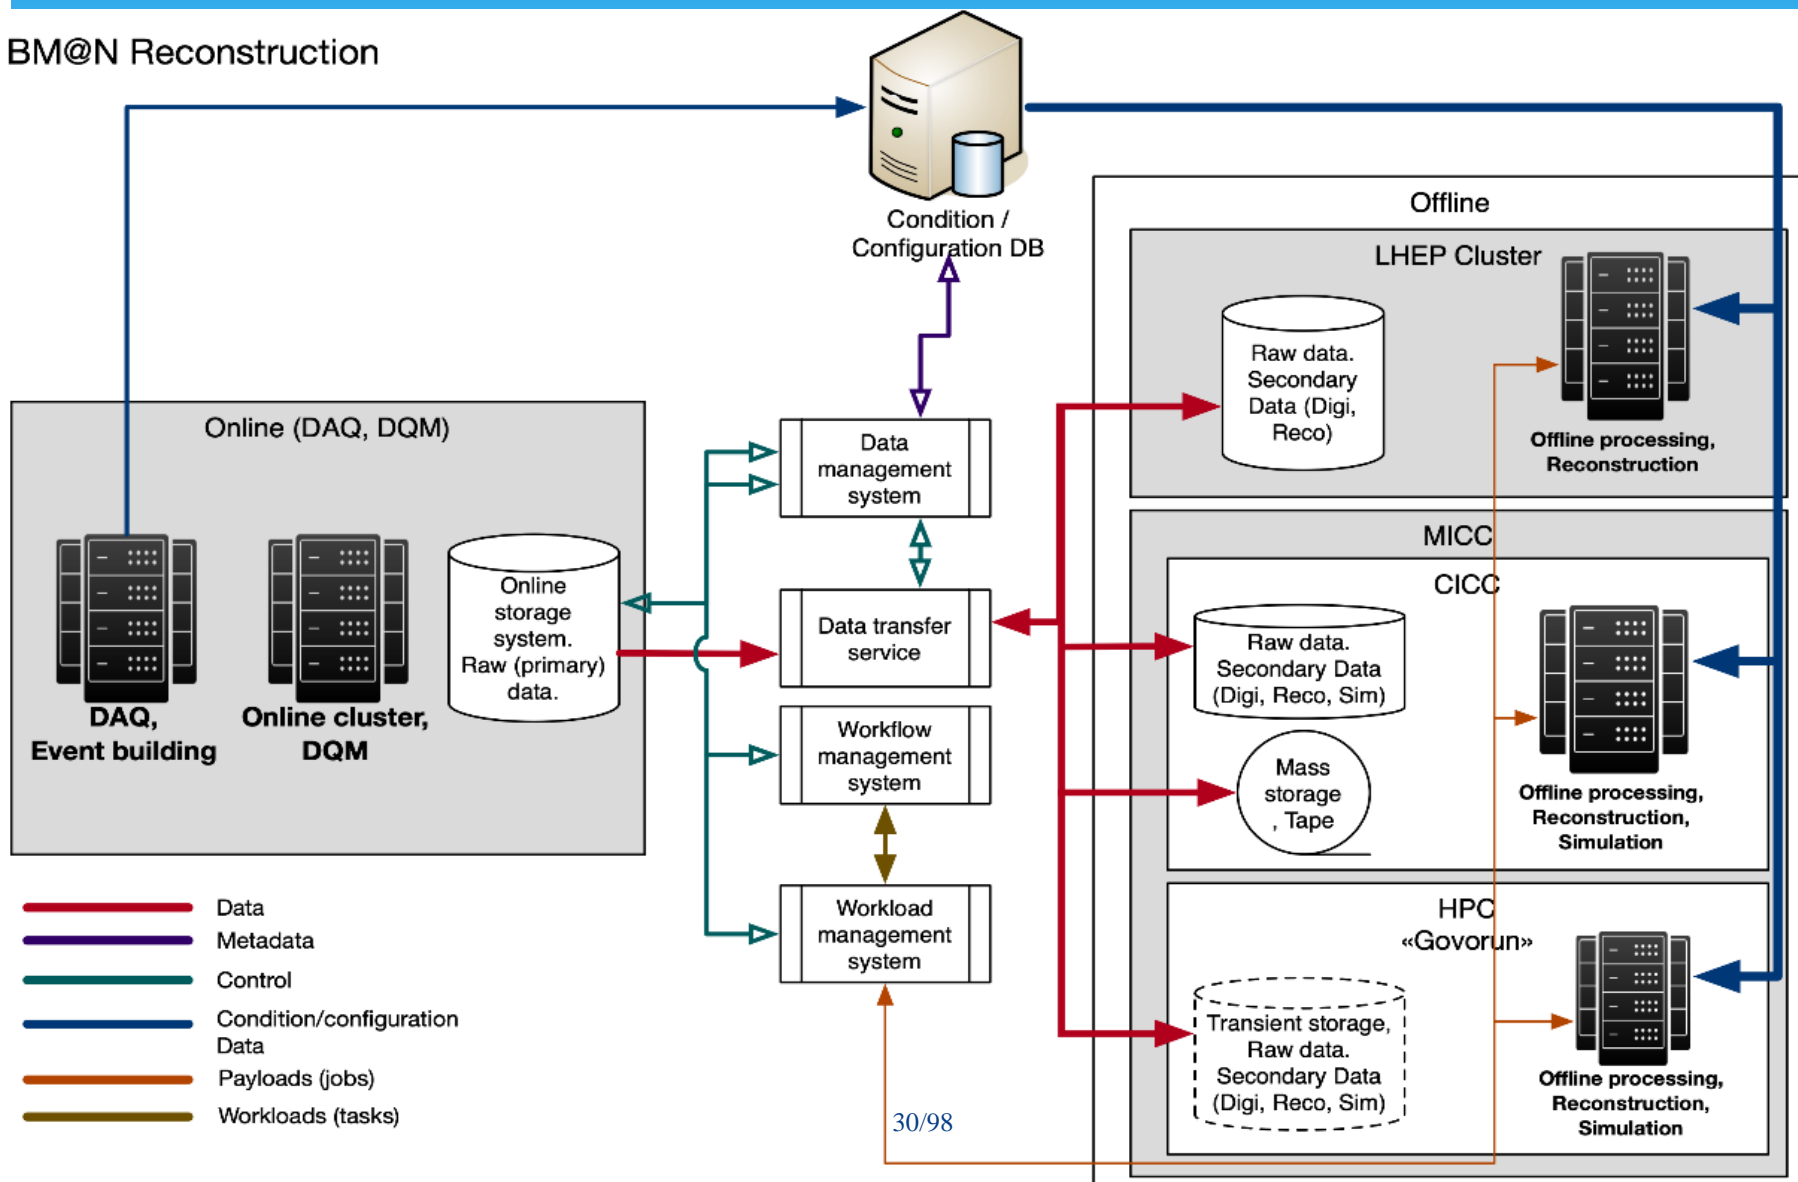 BM@N Reconstruction
Condition /
Configuration DB
Offline
LHEP Cluster
Raw data.
Secondary
Data (Digi,
Reco)
Offline processing,
Reconstruction
Online (DAQ, DQM)
DAQ,
Event building
Online cluster,
DQM
Online
storage
system.
Raw (primary)
data.
Data
management
system
Data transfer
service
Workflow
management
system
Workload
management
system
MICC
CICC
Raw data.
Secondary Data
(Digi, Reco, Sim)
Mass
storage
, Tape
Offline processing,
Reconstruction,
Simulation
HPC
«Govorun»
Transient storage,
Raw data.
Secondary Data
(Digi, Reco, Sim)
Offline processing,
Reconstruction,
Simulation
Data
Metadata
Control
Condition/configuration
Data
Payloads (jobs)
Workloads (tasks)
30/98